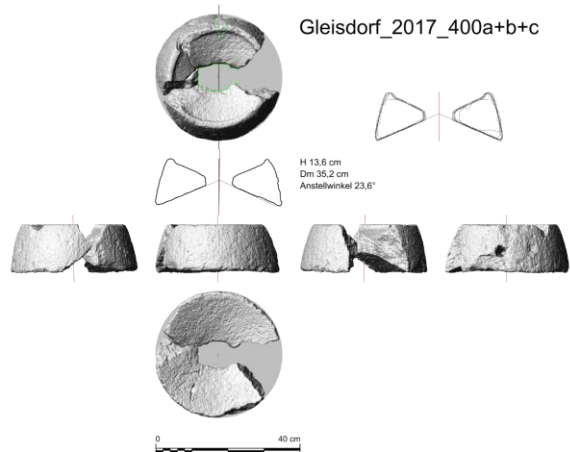 Gleisdorf_2017_400a+b+c
H 13,6 cm
Dm 35,2 cm
Anstellwinkel 23,6°
0 40 cm